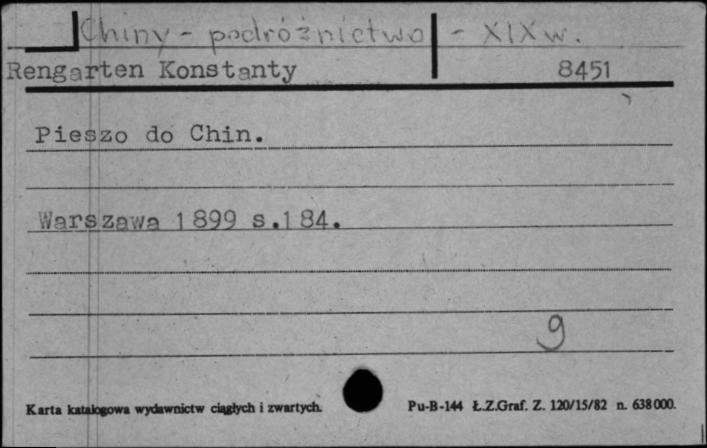 Chiny - podróżnictwo - XIX w.
Rengarten Konstanty 8451
Pieszo do Chin.
Warszawa 1899 s.184.
9
Karta katalogowa wydawnictw ciągłych i zwartych. Pu-B-144 Ł.Z.Graf. Z. 120/15/82 n. 638000.